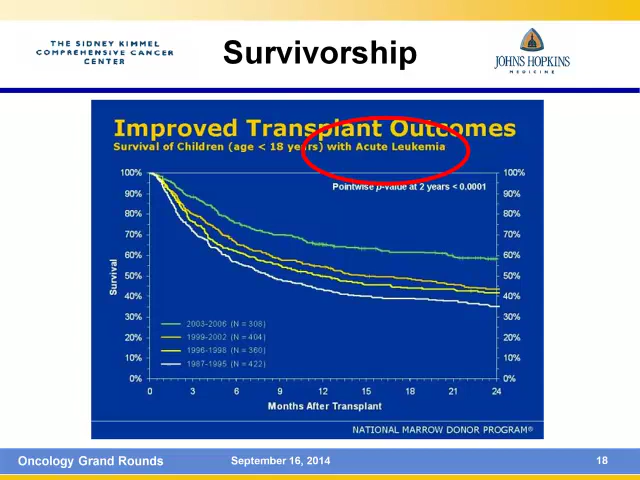 THE SIDNEY KIMMEL
COMPREHENSIVE CANCER
CENTER
Survivorship
JOHNS HOPKINS
MEDICINE
Improved Transplant Outcomes
Survival of Children (age < 18 years) with Acute Leukemia
Pointwise p-value at 2 years < 0.0001
100% 100%
90% 90%
80% 80%
70% 70%
60% 60%
50% 50%
40% 40%
30% 30%
20% 20%
10% 10%
0% 0%
Survival
2003-2006 (N = 308)
1999-2002 (N = 404)
1996-1998 (N = 360)
1987-1995 (N = 422)
0 3 6 9 12 15 18 21 24
Months After Transplant
NATIONAL MARROW DONOR PROGRAM®
Oncology Grand Rounds September 16, 2014 18